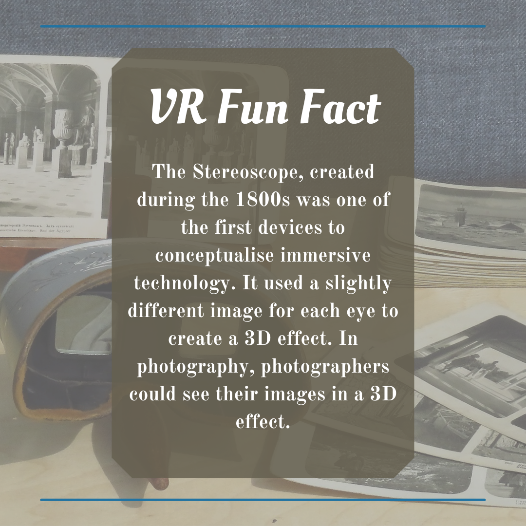 VR Fun Fact
The Stereoscope, created
during the 1800s was one of
the first devices to
conceptualise immersive
technology. It used a slightly
different image for each eye to
create a 3D effect. In
photography, photographers
could see their images in a 3D
effect.